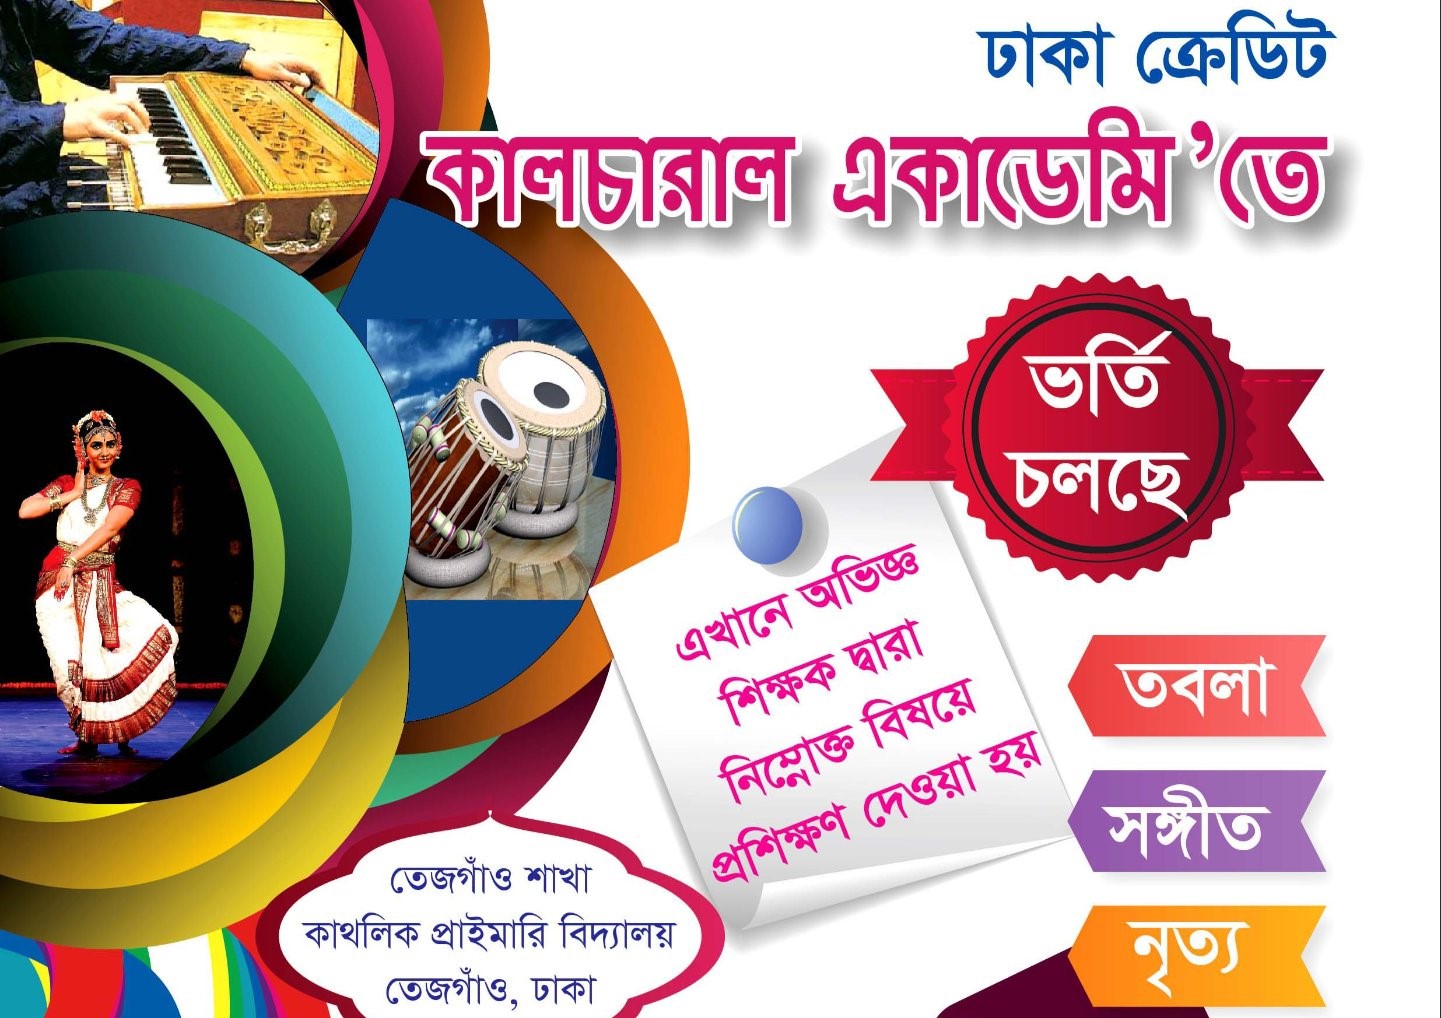 ঢাকা ক্রেডিট
কালচারাল একাডেমি’তে
ভর্তি
চলছে
এখানে অভিজ্ঞ
শিক্ষক দ্বারা
নিম্নোক্ত বিষয়ে
প্রশিক্ষণ দেওয়া হয়
তবলা
সঙ্গীত
নৃত্য
তেজগাঁও শাখা
কাথলিক প্রাইমারি বিদ্যালয়
তেজগাঁও, ঢাকা